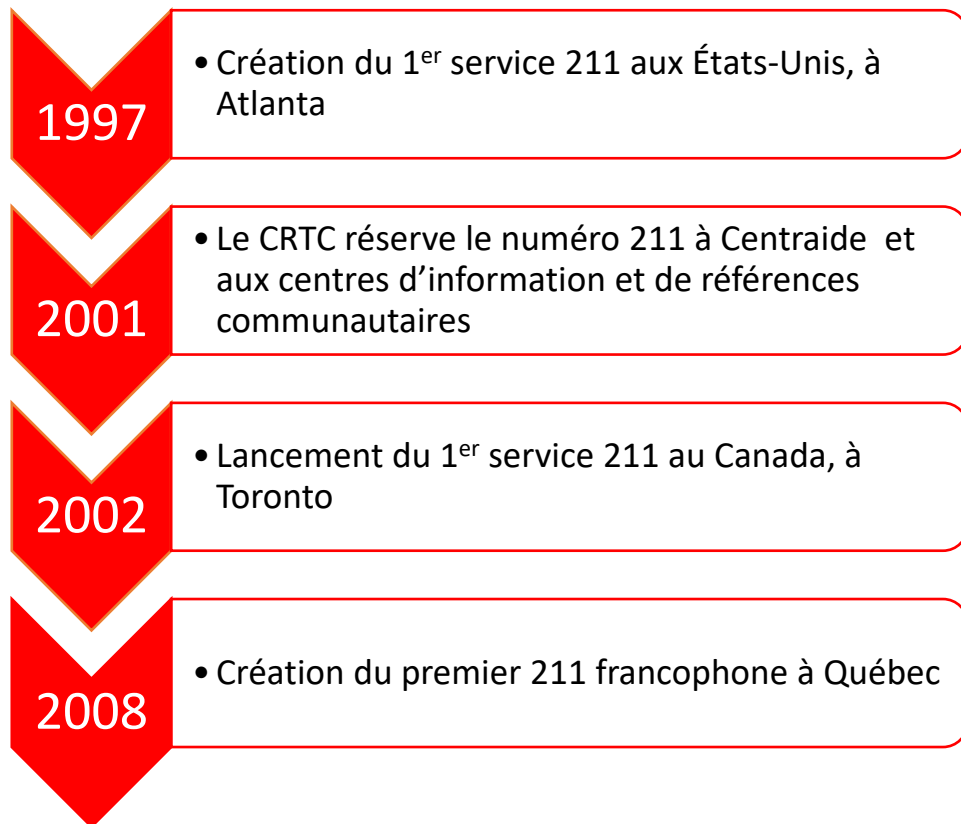 1997
• Création du 1er service 211 aux États-Unis, à
Atlanta
2001
• Le CRTC réserve le numéro 211 à Centraide et
aux centres d’information et de références
communautaires
2002
• Lancement du 1er service 211 au Canada, à
Toronto
2008
• Création du premier 211 francophone à Québec